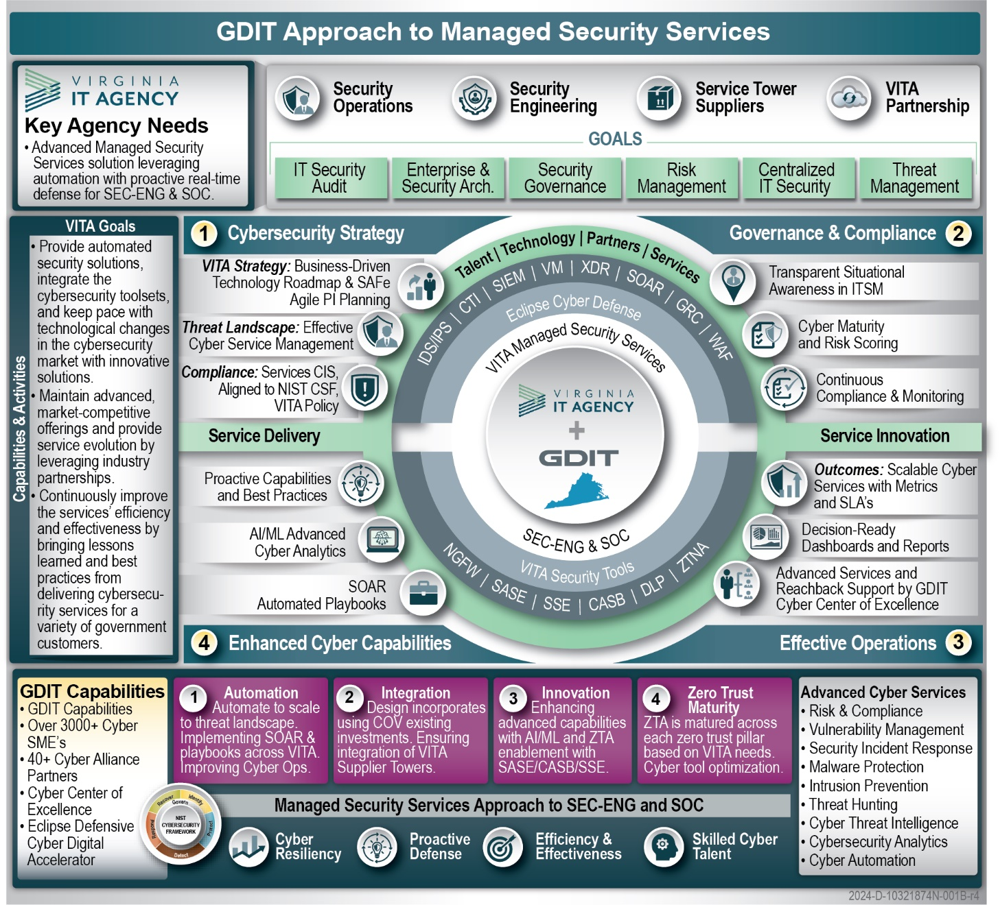 GDIT Approach to Managed Security Services
VIRGINIA
IT AGENCY
Key Agency Needs
• Advanced Managed Security
Services solution leveraging
automation with proactive real-time
defense for SEC-ENG & SOC.
Security
Operations
Security
Engineering
Service Tower
Suppliers
VITA
Partnership
GOALS
IT Security
Audit
Enterprise &
Security Arch.
Security
Governance
Risk
Management
Centralized
IT Security
Threat
Management
Capabilities & Activities
VITA Goals
• Provide automated
security solutions,
integrate the
cybersecurity toolsets,
and keep pace with
technological changes
in the cybersecurity
market with innovative
solutions.
• Maintain advanced,
market-competitive
offerings and provide
service evolution by
leveraging industry
partnerships.
• Continuously improve
the services' efficiency
and effectiveness by
bringing lessons
learned and best
practices from
delivering cybersecu-
rity services for a
variety of government
customers.
1 Cybersecurity Strategy
VITA Strategy: Business-Driven
Technology Roadmap & SAFe
Agile PI Planning
Threat Landscape: Effective
Cyber Service Management
Compliance: Services CIS,
Aligned to NIST CSF,
VITA Policy
Service Delivery
Proactive Capabilities
and Best Practices
AI/ML Advanced
Cyber Analytics
SOAR
Automated Playbooks
4 Enhanced Cyber Capabilities
Talent | Technology | Partners | Services
IDS/IPS | CTI | SIEM | VM | XDR | SOAR | GRC | WAF
Eclipse Cyber Defense
VITA Managed Security Services
VIRGINIA
IT AGENCY
+
GDIT
SEC-ENG & SOC
VITA Security Tools
NGFW | SASE | SSE | CASB | DLP | ZTNA
Governance & Compliance 2
Transparent Situational
Awareness in ITSM
Cyber Maturity
and Risk Scoring
Continuous
Compliance & Monitoring
Service Innovation
Outcomes: Scalable Cyber
Services with Metrics
and SLA's
Decision-Ready
Dashboards and Reports
Advanced Services and
Reachback Support by GDIT
Cyber Center of Excellence
Effective Operations 3
GDIT Capabilities
• GDIT Capabilities
• Over 3000+ Cyber
SME's
• 40+ Cyber Alliance
Partners
• Cyber Center of
Excellence
• Eclipse Defensive
Cyber Digital
Accelerator
1 Automation
Automate to scale
to threat landscape.
Implementing SOAR &
playbooks across VITA.
Improving Cyber Ops.
2 Integration
Design incorporates
using COV existing
investments. Ensuring
integration of VITA
Supplier Towers.
3 Innovation
Enhancing
advanced capabilities
with AI/ML and ZTA
enablement with
SASE/CASB/SSE.
4 Zero Trust
Maturity
ZTA is matured across
each zero trust pillar
based on VITA needs.
Cyber tool optimization.
Advanced Cyber Services
• Risk & Compliance
• Vulnerability Management
• Security Incident Response
• Malware Protection
• Intrusion Prevention
• Threat Hunting
• Cyber Threat Intelligence
• Cybersecurity Analytics
• Cyber Automation
Recover
Govern
Identify
Protect
Detect
Respond
NIST
CYBERSECURITY
FRAMEWORK
Managed Security Services Approach to SEC-ENG and SOC
Cyber
Resiliency
Proactive
Defense
Efficiency &
Effectiveness
Skilled Cyber
Talent
2024-D-10321874N-001B-r4